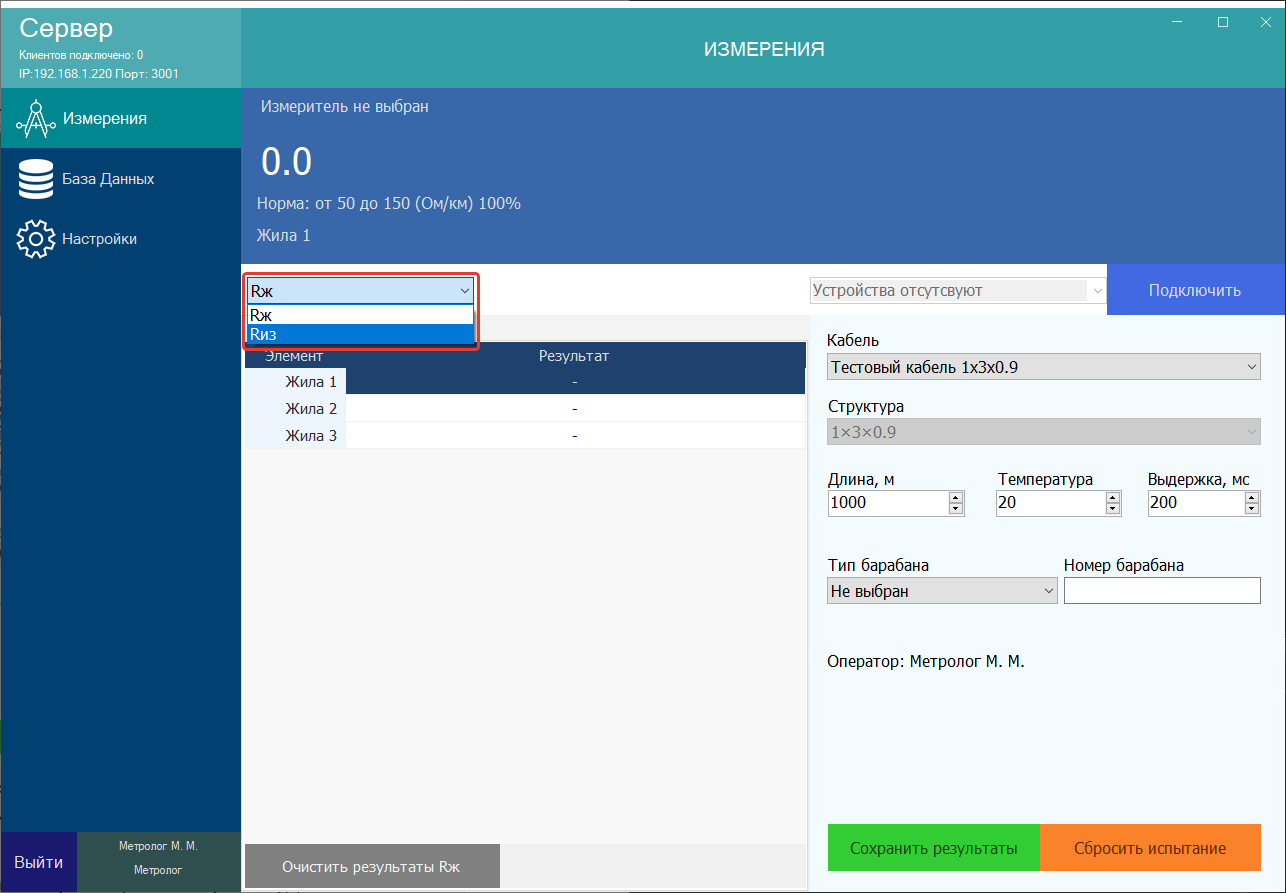 Сервер
Клиентов подключено: 0
IP:192.168.1.220 Порт: 3001
ИЗМЕРЕНИЯ
Измерения
База Данных
Настройки
Измеритель не выбран
0.0
Норма: от 50 до 150 (Ом/км) 100%
Жила 1
Rж
Rж
Rиз
Устройства отсутсвуют
Подключить
Элемент Результат
Жила 1 -
Жила 2 -
Жила 3 -
Кабель
Тестовый кабель 1x3x0.9
Структура
1×3×0.9
Длина, м Температура Выдержка, мс
1000 20 200
Тип барабана Номер барабана
Не выбран
Оператор: Метролог М. М.
Сохранить результаты Сбросить испытание
Очистить результаты Rж
Выйти
Метролог М. М.
Метролог